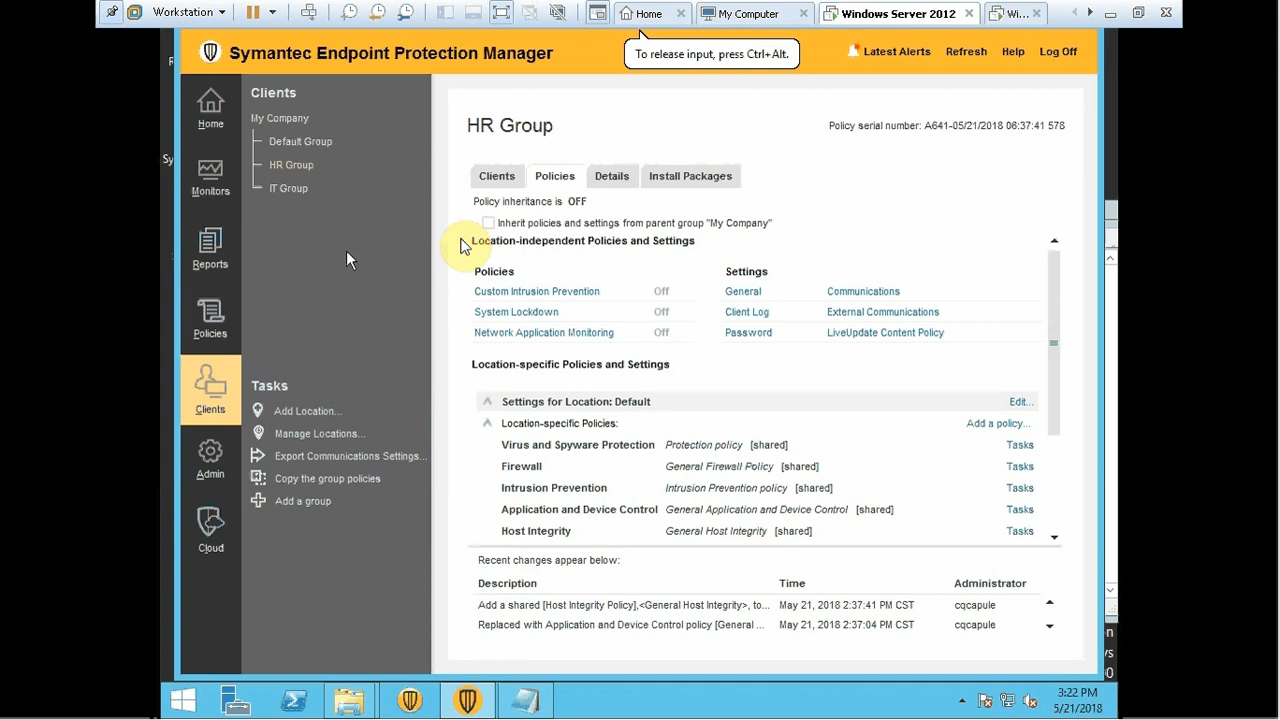 Workstation Home My Computer Windows Server 2012 Wi...
To release input, press Ctrl+Alt.
Symantec Endpoint Protection Manager
Latest Alerts Refresh Help Log Off
Home
Monitors
Reports
Policies
Clients
Admin
Cloud
Clients
My Company
Default Group
HR Group
IT Group
Tasks
Add Location...
Manage Locations...
Export Communications Settings...
Copy the group policies
Add a group
HR Group
Policy serial number: A641-05/21/2018 06:37:41 578
Clients Policies Details Install Packages
Policy inheritance is OFF
Inherit policies and settings from parent group "My Company"
Location-independent Policies and Settings
Policies Settings
Custom Intrusion Prevention Off General Communications
System Lockdown Off Client Log External Communications
Network Application Monitoring Off Password LiveUpdate Content Policy
Location-specific Policies and Settings
Settings for Location: Default Edit...
Location-specific Policies: Add a policy...
Virus and Spyware Protection Protection policy [shared] Tasks
Firewall General Firewall Policy [shared] Tasks
Intrusion Prevention Intrusion Prevention policy [shared] Tasks
Application and Device Control General Application and Device Control [shared] Tasks
Host Integrity General Host Integrity [shared] Tasks
Recent changes appear below:
Description Time Administrator
Add a shared [Host Integrity Policy],<General Host Integrity>, to... May 21, 2018 2:37:41 PM CST cqcapule
Replaced with Application and Device Control policy [General ... May 21, 2018 2:37:04 PM CST cqcapule
3:22 PM
5/21/2018